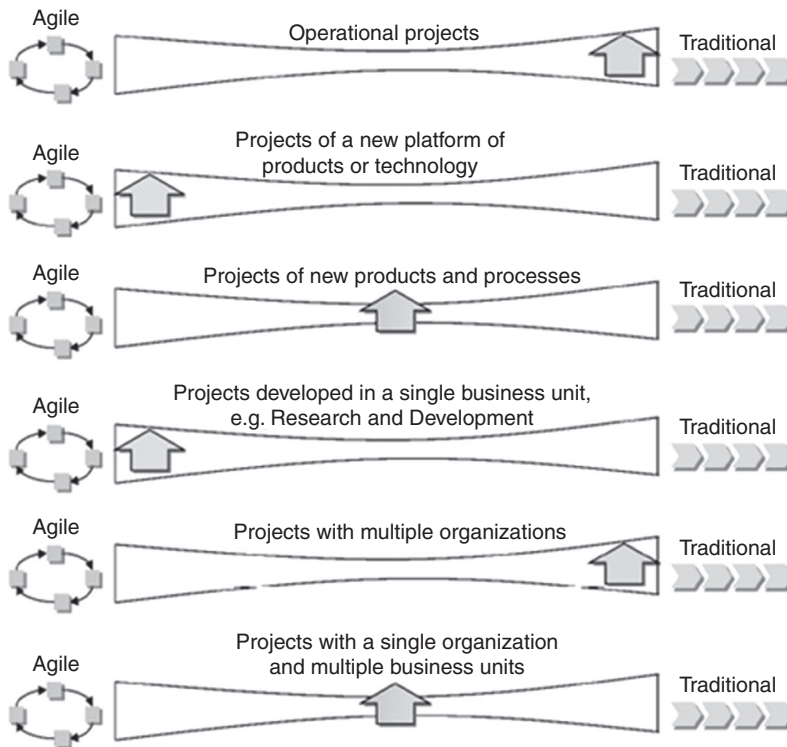 Agile
Operational projects
Traditional
Agile
Projects of a new platform of
products or technology
Traditional
Agile
Projects of new products and processes
Traditional
Agile
Projects developed in a single business unit,
e.g. Research and Development
Traditional
Agile
Projects with multiple organizations
Traditional
Agile
Projects with a single organization
and multiple business units
Traditional